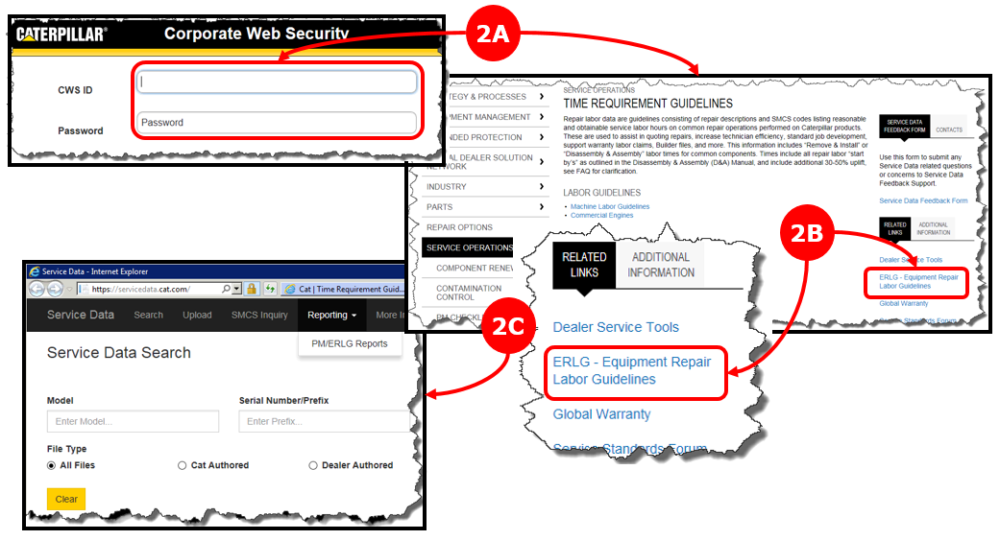 CATERPILLAR®
Corporate Web Security
CWS ID
Password
Password
2A
TEGY & PROCESSES
PMENT MANAGEMENT
NDED PROTECTION
AL DEALER SOLUTION
NETWORK
INDUSTRY
PARTS
REPAIR OPTIONS
SERVICE OPERATIONS
COMPONENT RENEW
CONTAMINATION
CONTROL
PM CHECKL
SERVICE OPERATIONS
TIME REQUIREMENT GUIDELINES
Repair labor data are guidelines consisting of repair descriptions and SMCS codes listing reasonable
and obtainable service labor hours on common repair operations performed on Caterpillar products.
These are used to assist in quoting repairs, increase technician efficiency, standard job development,
support warranty labor claims, Builder files, and more. This information includes "Remove & Install" or
"Disassembly & Assembly" labor times for common components. Times include all repair labor "start
by's" as outlined in the Disassembly & Assembly (D&A) Manual, and include additional 30-50% uplift,
see FAQ for clarification.
LABOR GUIDELINES
• Machine Labor Guidelines
• Commercial Engines
SERVICE DATA
FEEDBACK FORM
CONTACTS
Use this form to submit any
Service Data related questions
or concerns to Service Data
Feedback Support.
Service Data Feedback Form
RELATED
LINKS
ADDITIONAL
INFORMATION
Dealer Service Tools
ERLG - Equipment Repair
Labor Guidelines
Global Warranty
Service Standards Forum
2B
RELATED
LINKS
ADDITIONAL
INFORMATION
Dealer Service Tools
ERLG - Equipment Repair
Labor Guidelines
Global Warranty
Service Standards Forum
2C
Service Data - Internet Explorer
https://servicedata.cat.com/
Cat | Time Requirement Guid...
Service Data
Search
Upload
SMCS Inquiry
Reporting
More In
PM/ERLG Reports
Service Data Search
Model
Serial Number/Prefix
Enter Model...
Enter Prefix...
File Type
All Files
Cat Authored
Dealer Authored
Clear